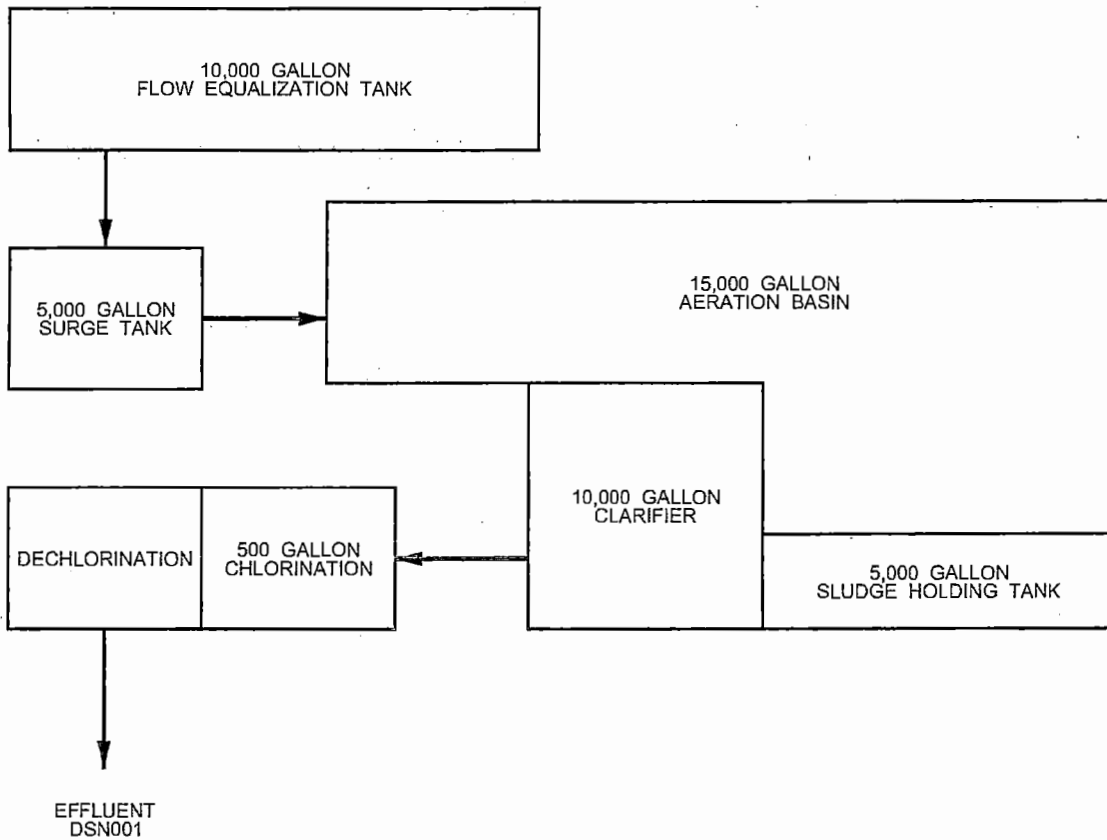 10,000 GALLON
FLOW EQUALIZATION TANK
5,000 GALLON
SURGE TANK
15,000 GALLON
AERATION BASIN
10,000 GALLON
CLARIFIER
DECHLORINATION
500 GALLON
CHLORINATION
5,000 GALLON
SLUDGE HOLDING TANK
EFFLUENT
DSN001